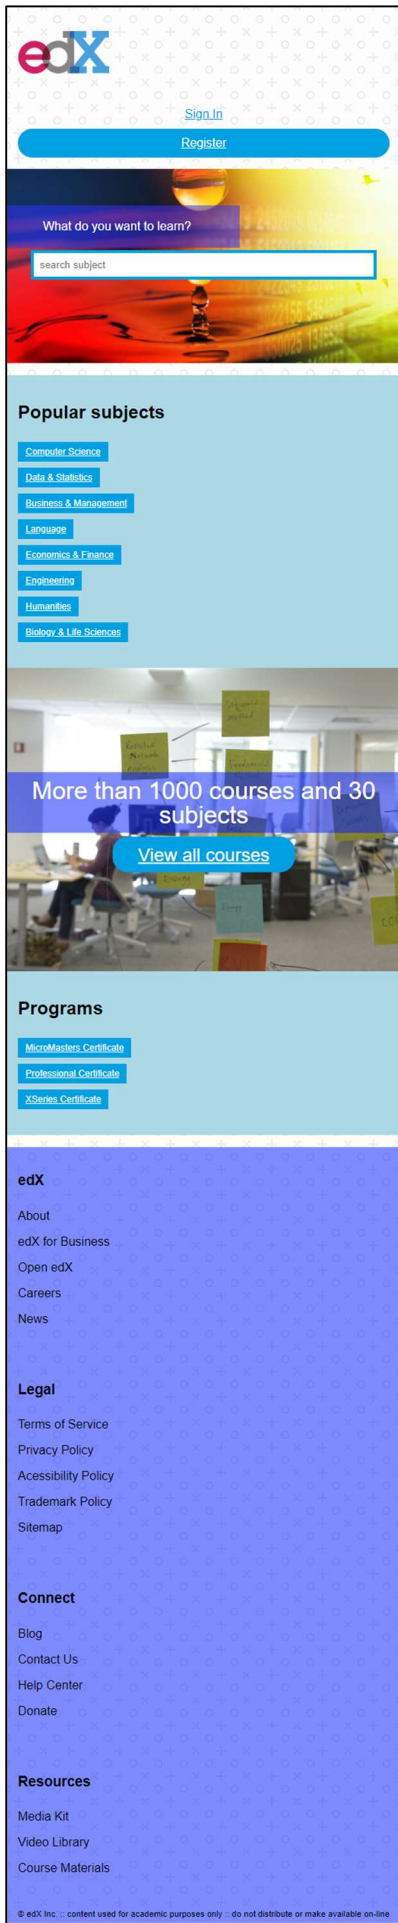 edX
Sign In
Register
What do you want to learn?
search subject
Popular subjects
Computer Science
Data & Statistics
Business & Management
Language
Economics & Finance
Engineering
Humanities
Biology & Life Sciences
More than 1000 courses and 30
subjects
View all courses
Programs
MicroMasters Certificate
Professional Certificate
XSeries Certificate
edX
About
edX for Business
Open edX
Careers
News
Legal
Terms of Service
Privacy Policy
Acessibility Policy
Trademark Policy
Sitemap
Connect
Blog
Contact Us
Help Center
Donate
Resources
Media Kit
Video Library
Course Materials
© edX Inc. :: content used for academic purposes only :: do not distribute or make available on-line